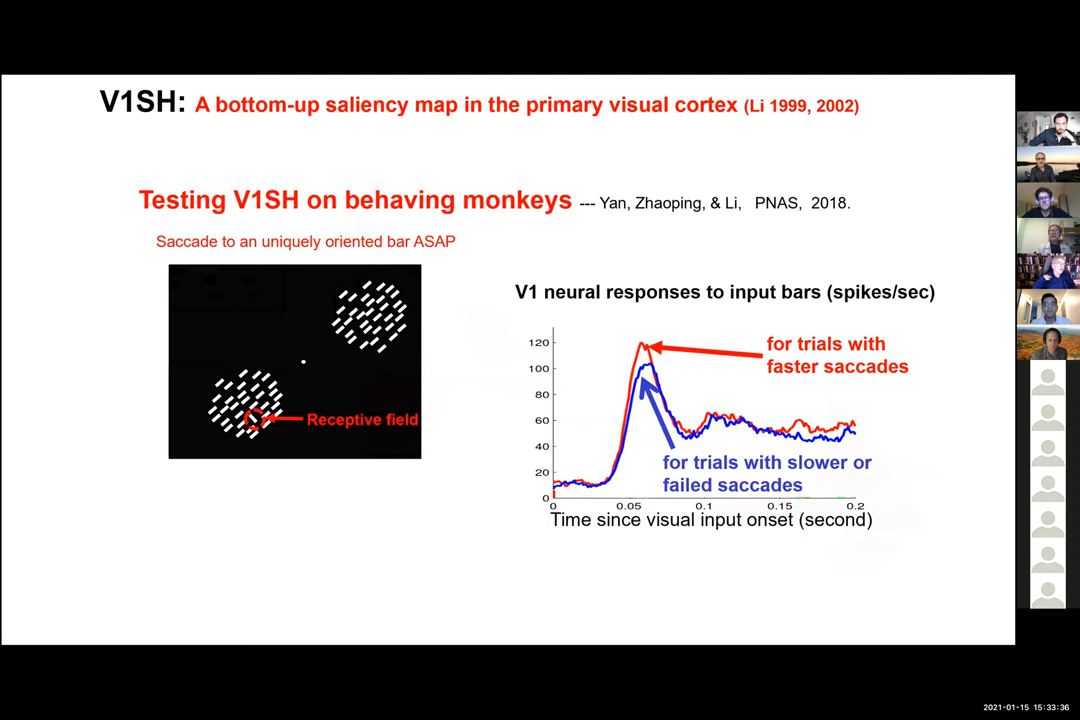 V1SH: A bottom-up saliency map in the primary visual cortex (Li 1999, 2002)
Testing V1SH on behaving monkeys --- Yan, Zhaoping, & Li, PNAS, 2018.
Saccade to an uniquely oriented bar ASAP
Receptive field
V1 neural responses to input bars (spikes/sec)
120
100
80
60
40
20
0
for trials with
faster saccades
for trials with slower or
failed saccades
0 0.05 0.1 0.15 0.2
Time since visual input onset (second)
2021-01-15 15:33:36